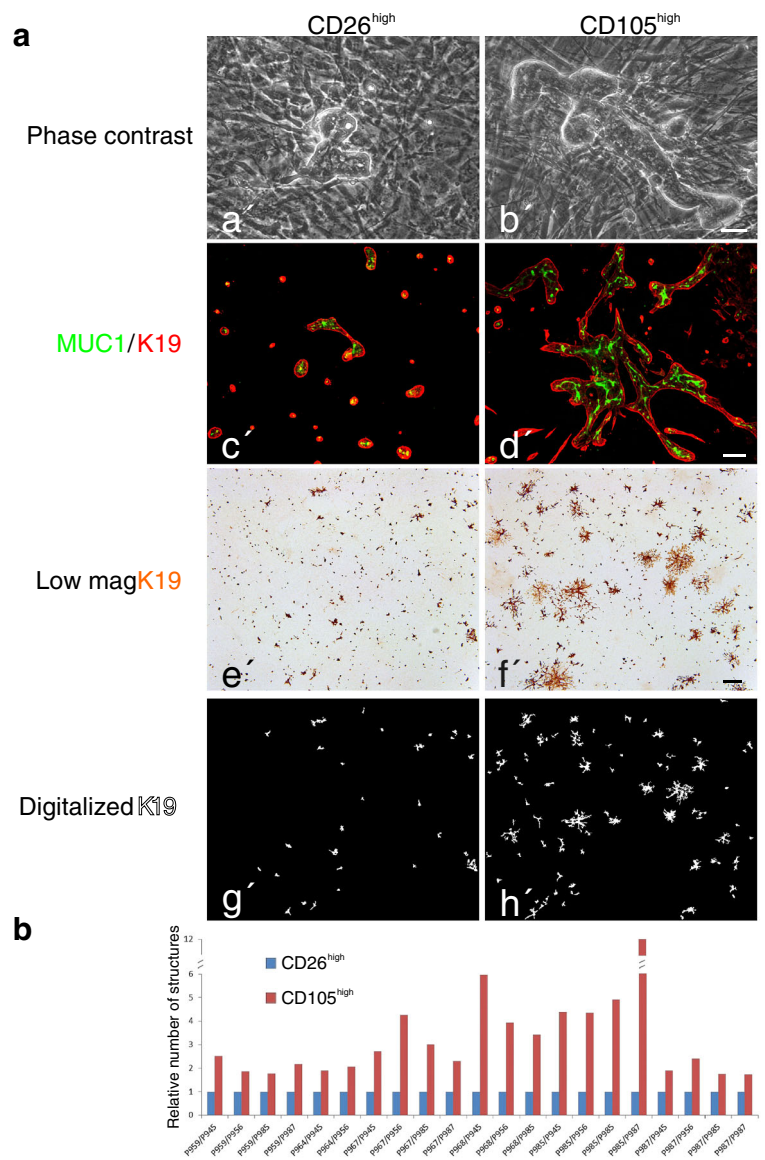 CD26high CD105high
a
Phase contrast
a´ b´
MUC1/K19
c´ d´
Low magK19
e´ f´
Digitalized K19
g´ h´
b
Relative number of structures
12
6
5
4
3
2
1
0
CD26high
CD105high
P959/P945 P959/P956 P959/P985 P959/P987 P964/P945 P964/P956 P967/P945 P967/P956 P967/P985 P967/P987 P968/P945 P968/P956 P968/P985 P985/P945 P985/P956 P985/P985 P985/P987 P987/P945 P987/P956 P987/P985 P987/P987